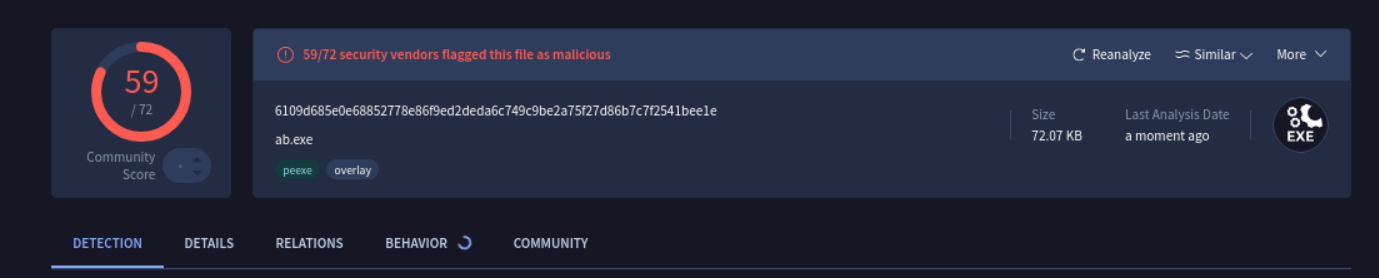 59
/ 72
Community
Score
59/72 security vendors flagged this file as malicious
Reanalyze
Similar
More
6109d685e0e68852778e86f9ed2deda6c749c9be2a75f27d86b7c7f2541bee1e
ab.exe
peexe
overlay
Size
72.07 KB
Last Analysis Date
a moment ago
EXE
DETECTION
DETAILS
RELATIONS
BEHAVIOR
COMMUNITY